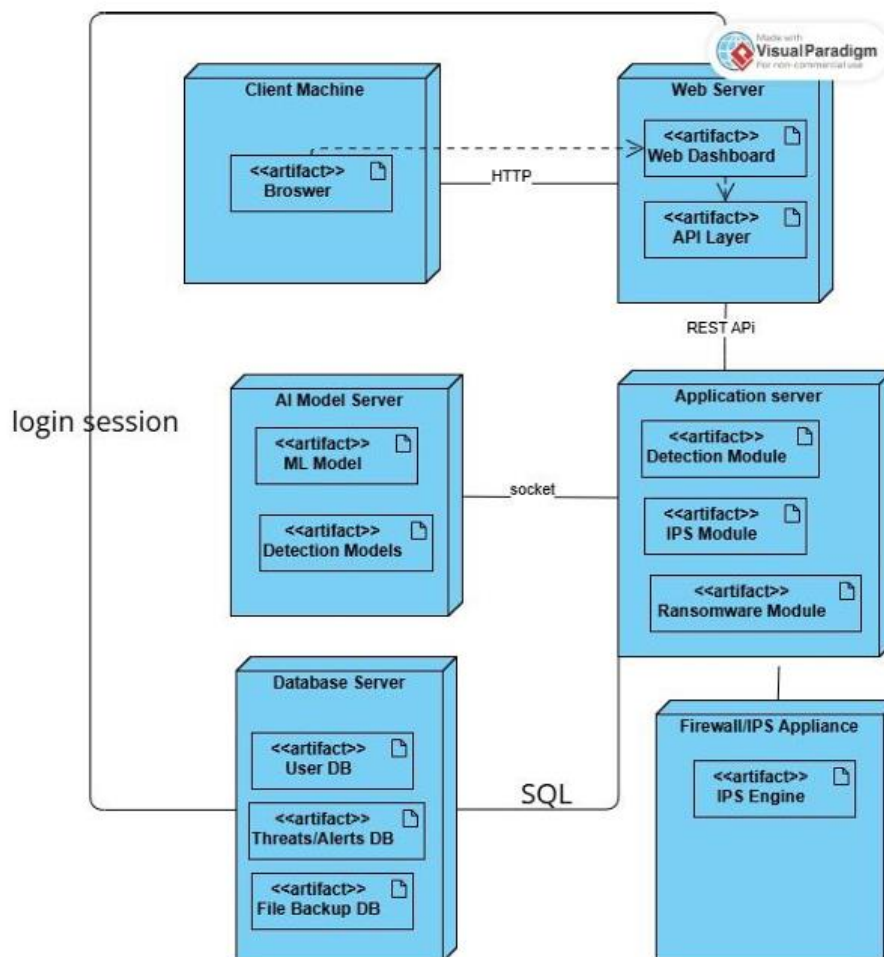 Made with
VisualParadigm
For non-commercial use
Client Machine
<<artifact>>
Broswer
HTTP
Web Server
<<artifact>>
Web Dashboard
<<artifact>>
API Layer
REST APi
login session
AI Model Server
<<artifact>>
ML Model
<<artifact>>
Detection Models
socket
Application server
<<artifact>>
Detection Module
<<artifact>>
IPS Module
<<artifact>>
Ransomware Module
Database Server
<<artifact>>
User DB
<<artifact>>
Threats/Alerts DB
<<artifact>>
File Backup DB
SQL
Firewall/IPS Appliance
<<artifact>>
IPS Engine